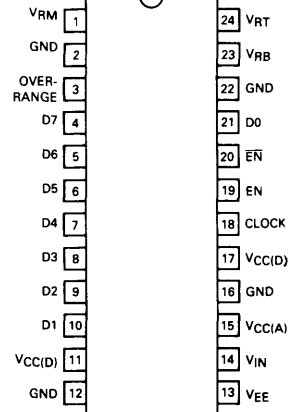 VRM 1 24 VRT
GND 2 23 VRB
OVER-
RANGE 3 22 GND
D7 4 21 D0
D6 5 20 E̅N̅
D5 6 19 EN
D4 7 18 CLOCK
D3 8 17 VCC(D)
D2 9 16 GND
D1 10 15 VCC(A)
VCC(D) 11 14 VIN
GND 12 13 VEE